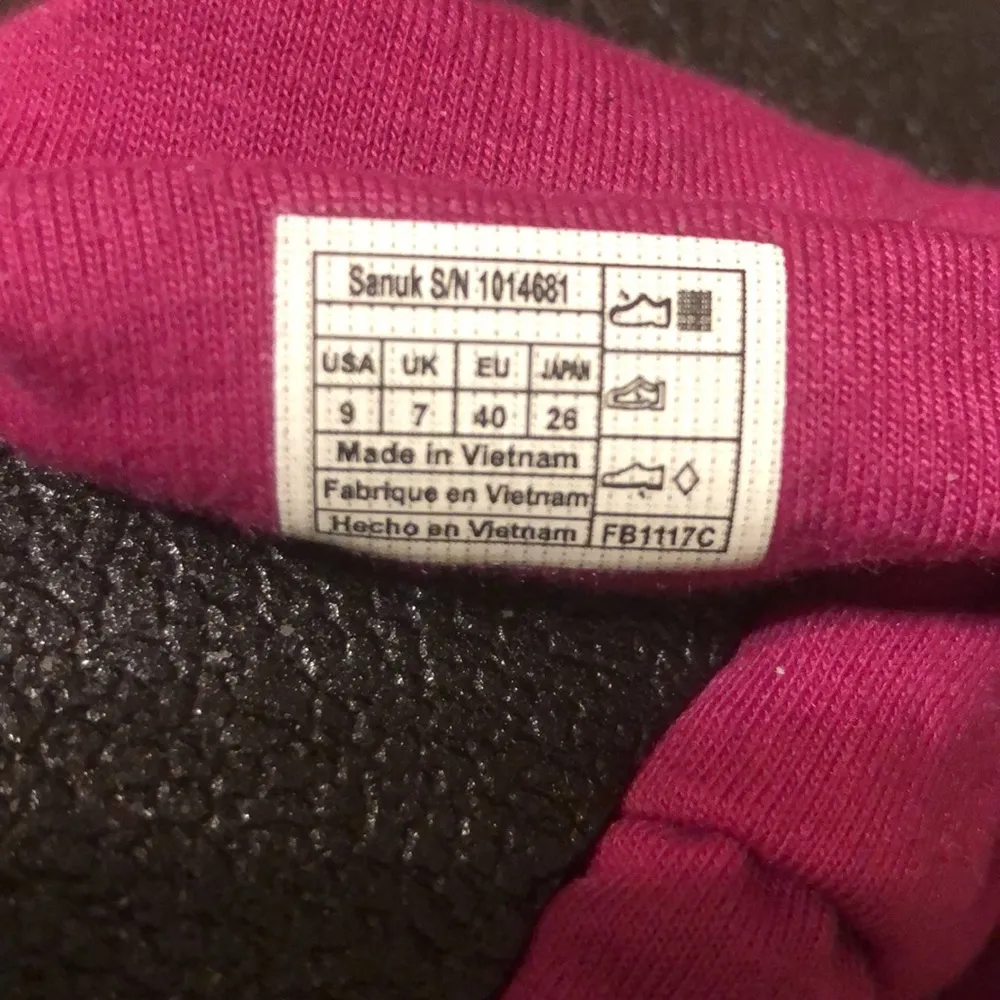 Sanuk S/N 1014681
USA UK EU JAPAN
9 7 40 26
Made in Vietnam
Fabrique en Vietnam
Hecho en Vietnam FB1117C